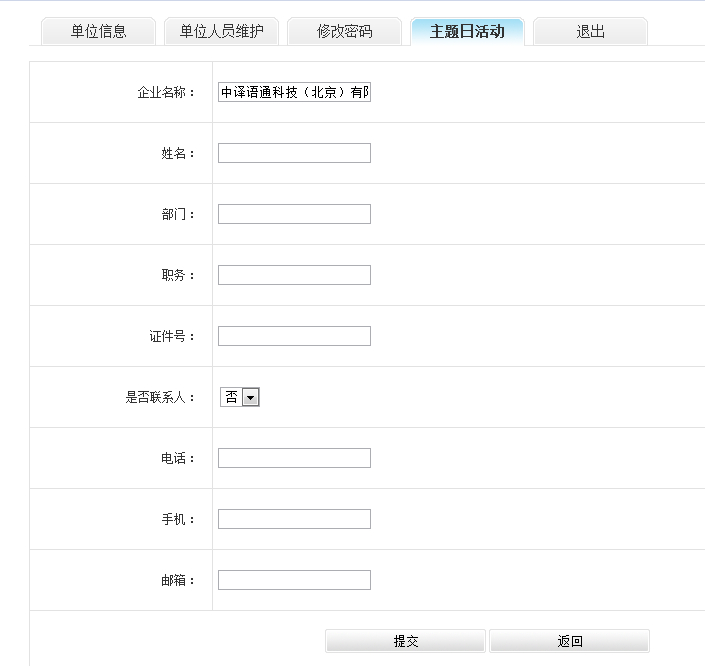 单位信息 单位人员维护 修改密码 主题日活动 退出
企业名称： 中译语通科技（北京）有
姓名：
部门：
职务：
证件号：
是否联系人： 否
电话：
手机：
邮箱：
提交 返回